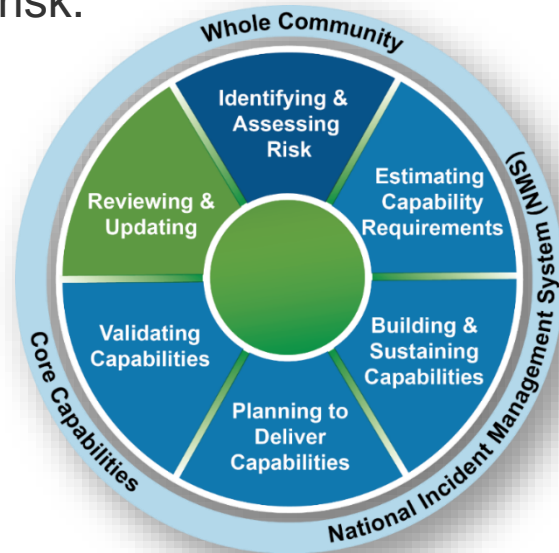 risk.
Whole Community
Identifying &
Assessing
Risk
Estimating
Capability
Requirements
Building &
Sustaining
Capabilities
Planning to
Deliver
Capabilities
Validating
Capabilities
Reviewing &
Updating
National Incident Management System (NMS)
Core Capabilities